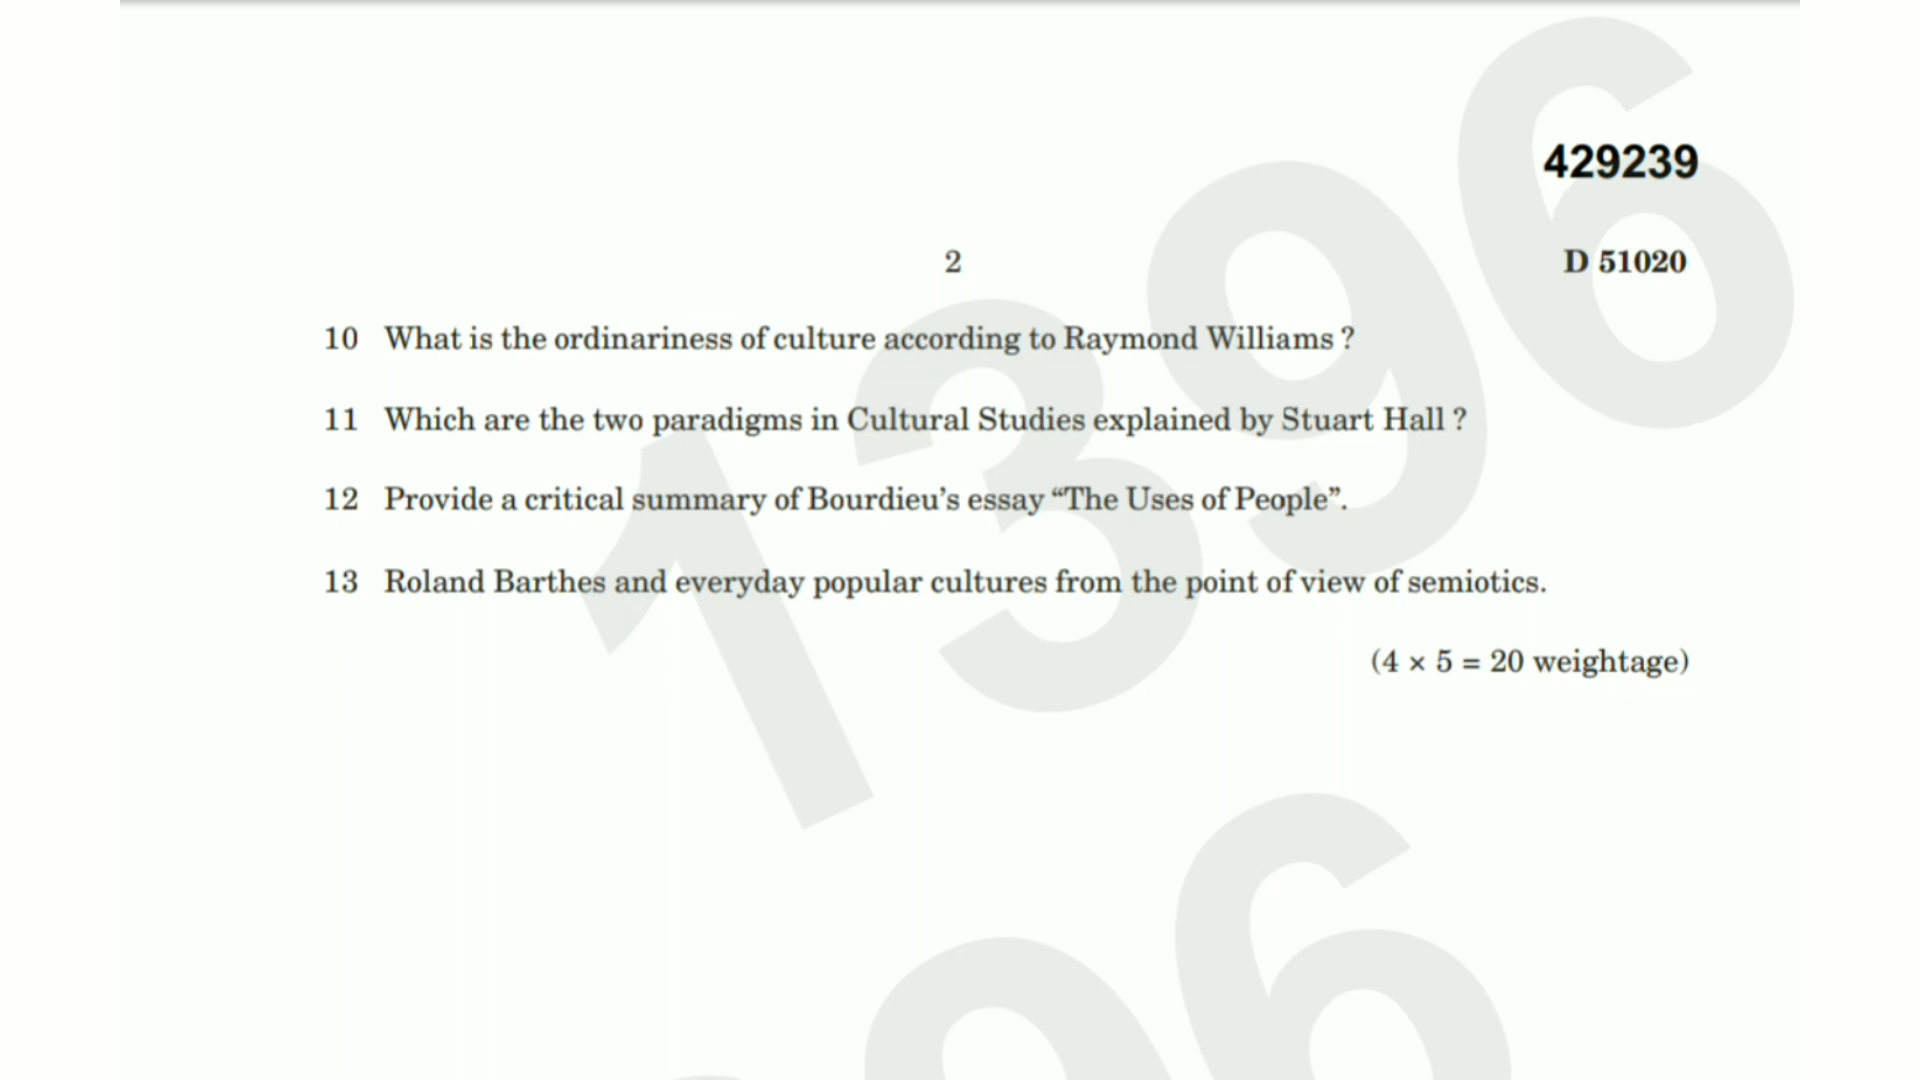 429239
2
D 51020
10 What is the ordinariness of culture according to Raymond Williams ?
11 Which are the two paradigms in Cultural Studies explained by Stuart Hall ?
12 Provide a critical summary of Bourdieu’s essay “The Uses of People”.
13 Roland Barthes and everyday popular cultures from the point of view of semiotics.
(4 × 5 = 20 weightage)
1396
96